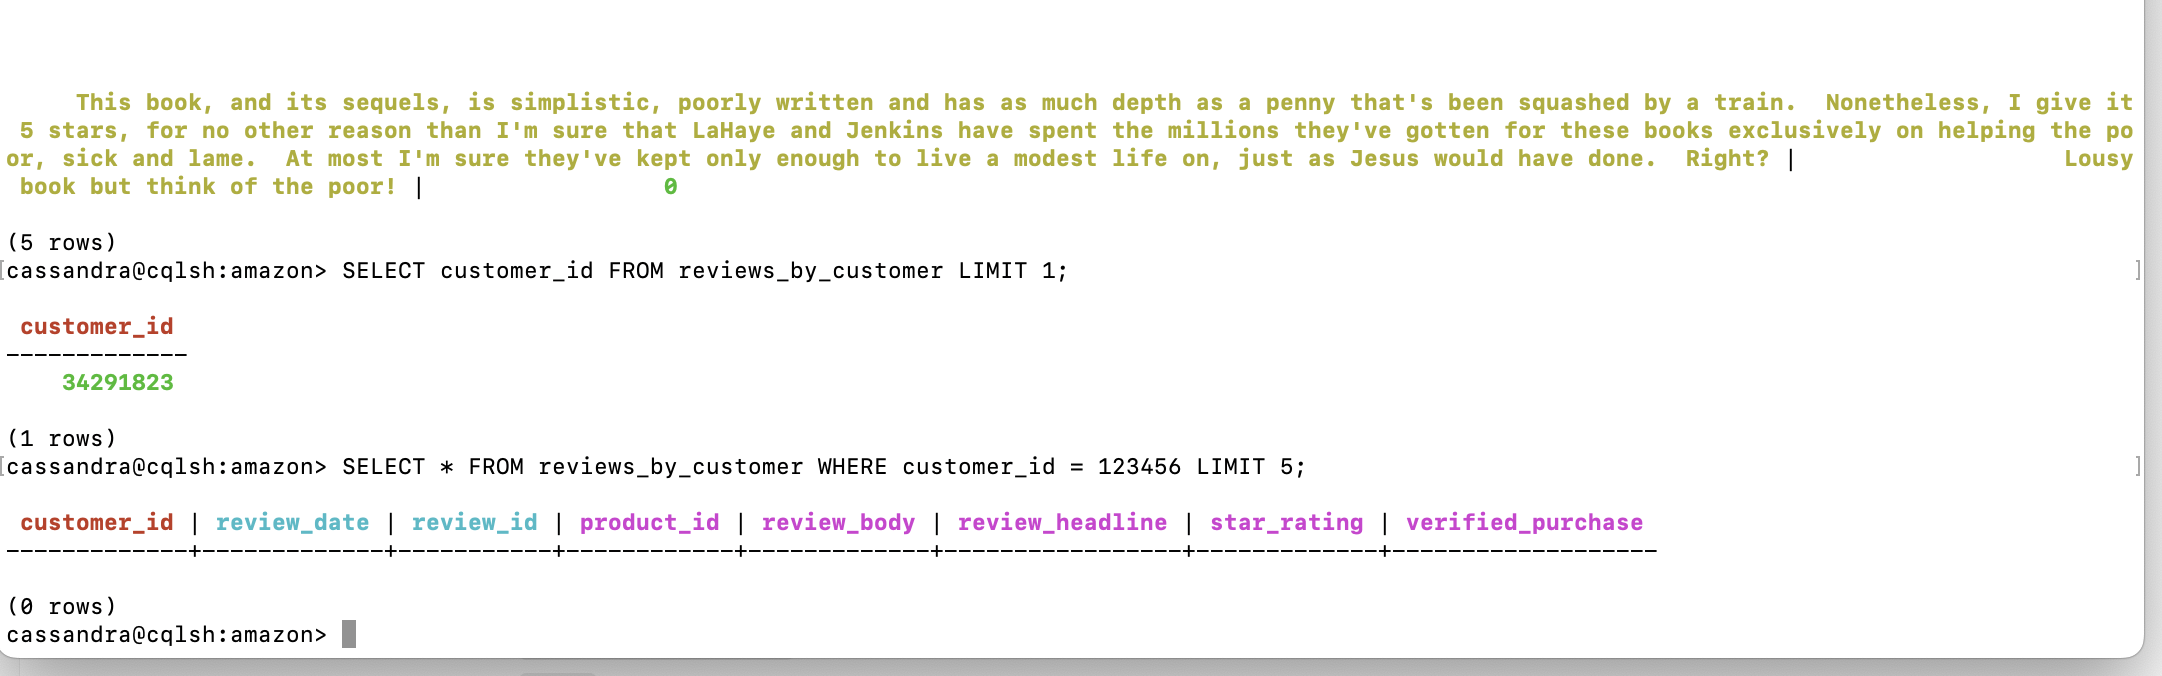 This book, and its sequels, is simplistic, poorly written and has as much depth as a penny that's been squashed by a train.  Nonetheless, I give it
5 stars, for no other reason than I'm sure that LaHaye and Jenkins have spent the millions they've gotten for these books exclusively on helping the po
or, sick and lame.  At most I'm sure they've kept only enough to live a modest life on, just as Jesus would have done.  Right? |                   Lousy
book but think of the poor! |                 0
(5 rows)
[cassandra@cqlsh:amazon> SELECT customer_id FROM reviews_by_customer LIMIT 1; ]
customer_id
-------------
34291823
(1 rows)
[cassandra@cqlsh:amazon> SELECT * FROM reviews_by_customer WHERE customer_id = 123456 LIMIT 5; ]
customer_id | review_date | review_id | product_id | review_body | review_headline | star_rating | verified_purchase
-------------+-------------+-----------+------------+-------------+-----------------+-------------+-------------------
(0 rows)
cassandra@cqlsh:amazon>